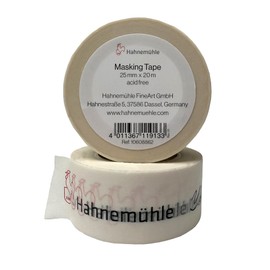 Hahnemühle
Masking Tape
25 mm x 20 m
acid free
Hahnemühle FineArt GmbH
Hahnestraße 5, 37586 Dassel, Germany
www.hahnemuehle.com
4 011367 119133
Ref. 10608882
Hahnemühle